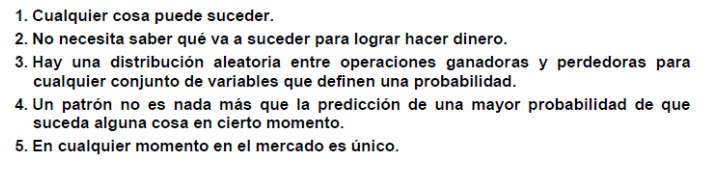 1. Cualquier cosa puede suceder.
2. No necesita saber qué va a suceder para lograr hacer dinero.
3. Hay una distribución aleatoria entre operaciones ganadoras y perdedoras para
cualquier conjunto de variables que definen una probabilidad.
4. Un patrón no es nada más que la predicción de una mayor probabilidad de que
suceda alguna cosa en cierto momento.
5. En cualquier momento en el mercado es único.